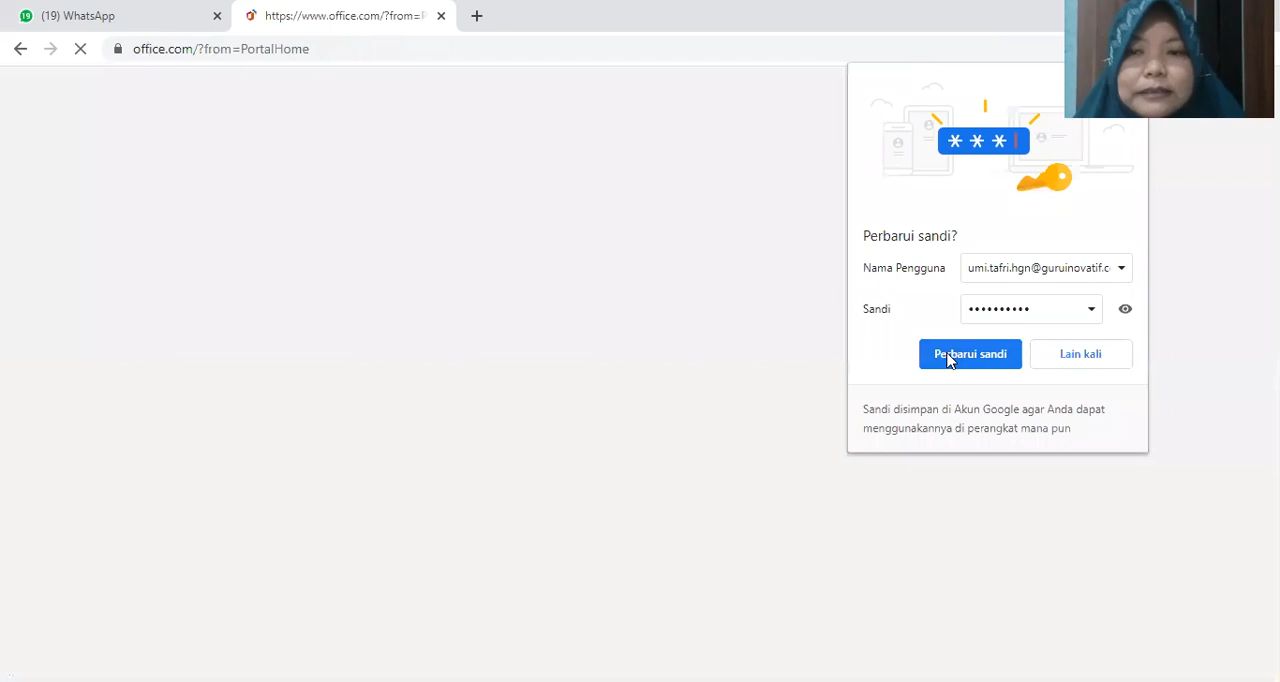 19
(19) WhatsApp
https://www.office.com/?from=P
office.com/?from=PortalHome
***
Perbarui sandi?
Nama Pengguna
umi.tafri.hgn@guruinovatif.c
Sandi
••••••••••
Perbarui sandi
Lain kali
Sandi disimpan di Akun Google agar Anda dapat
menggunakannya di perangkat mana pun